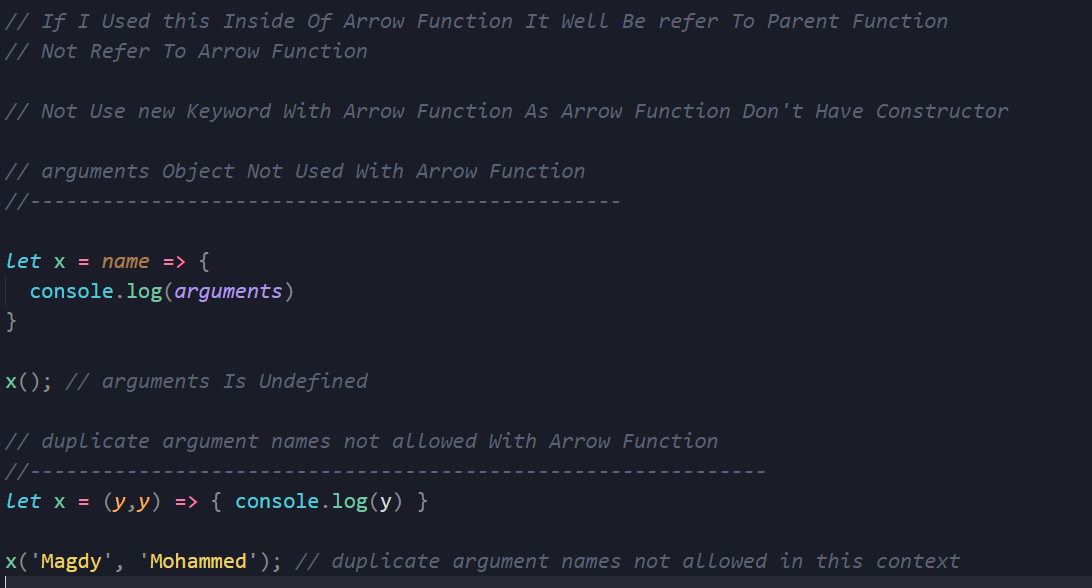 // If I Used this Inside Of Arrow Function It Well Be refer To Parent Function
// Not Refer To Arrow Function
// Not Use new Keyword With Arrow Function As Arrow Function Don't Have Constructor
// arguments Object Not Used With Arrow Function
//-------------------------------------------------
let x = name => {
  console.log(arguments)
}
x(); // arguments Is Undefined
// duplicate argument names not allowed With Arrow Function
//-------------------------------------------------------------
let x = (y,y) => { console.log(y) }
x('Magdy', 'Mohammed'); // duplicate argument names not allowed in this context